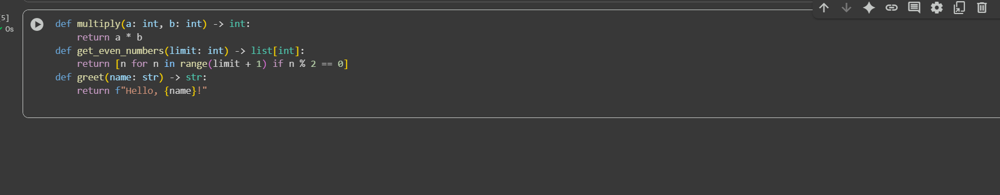 5]
0s
def multiply(a: int, b: int) -> int:
    return a * b
def get_even_numbers(limit: int) -> list[int]:
    return [n for n in range(limit + 1) if n % 2 == 0]
def greet(name: str) -> str:
    return f"Hello, {name}!"